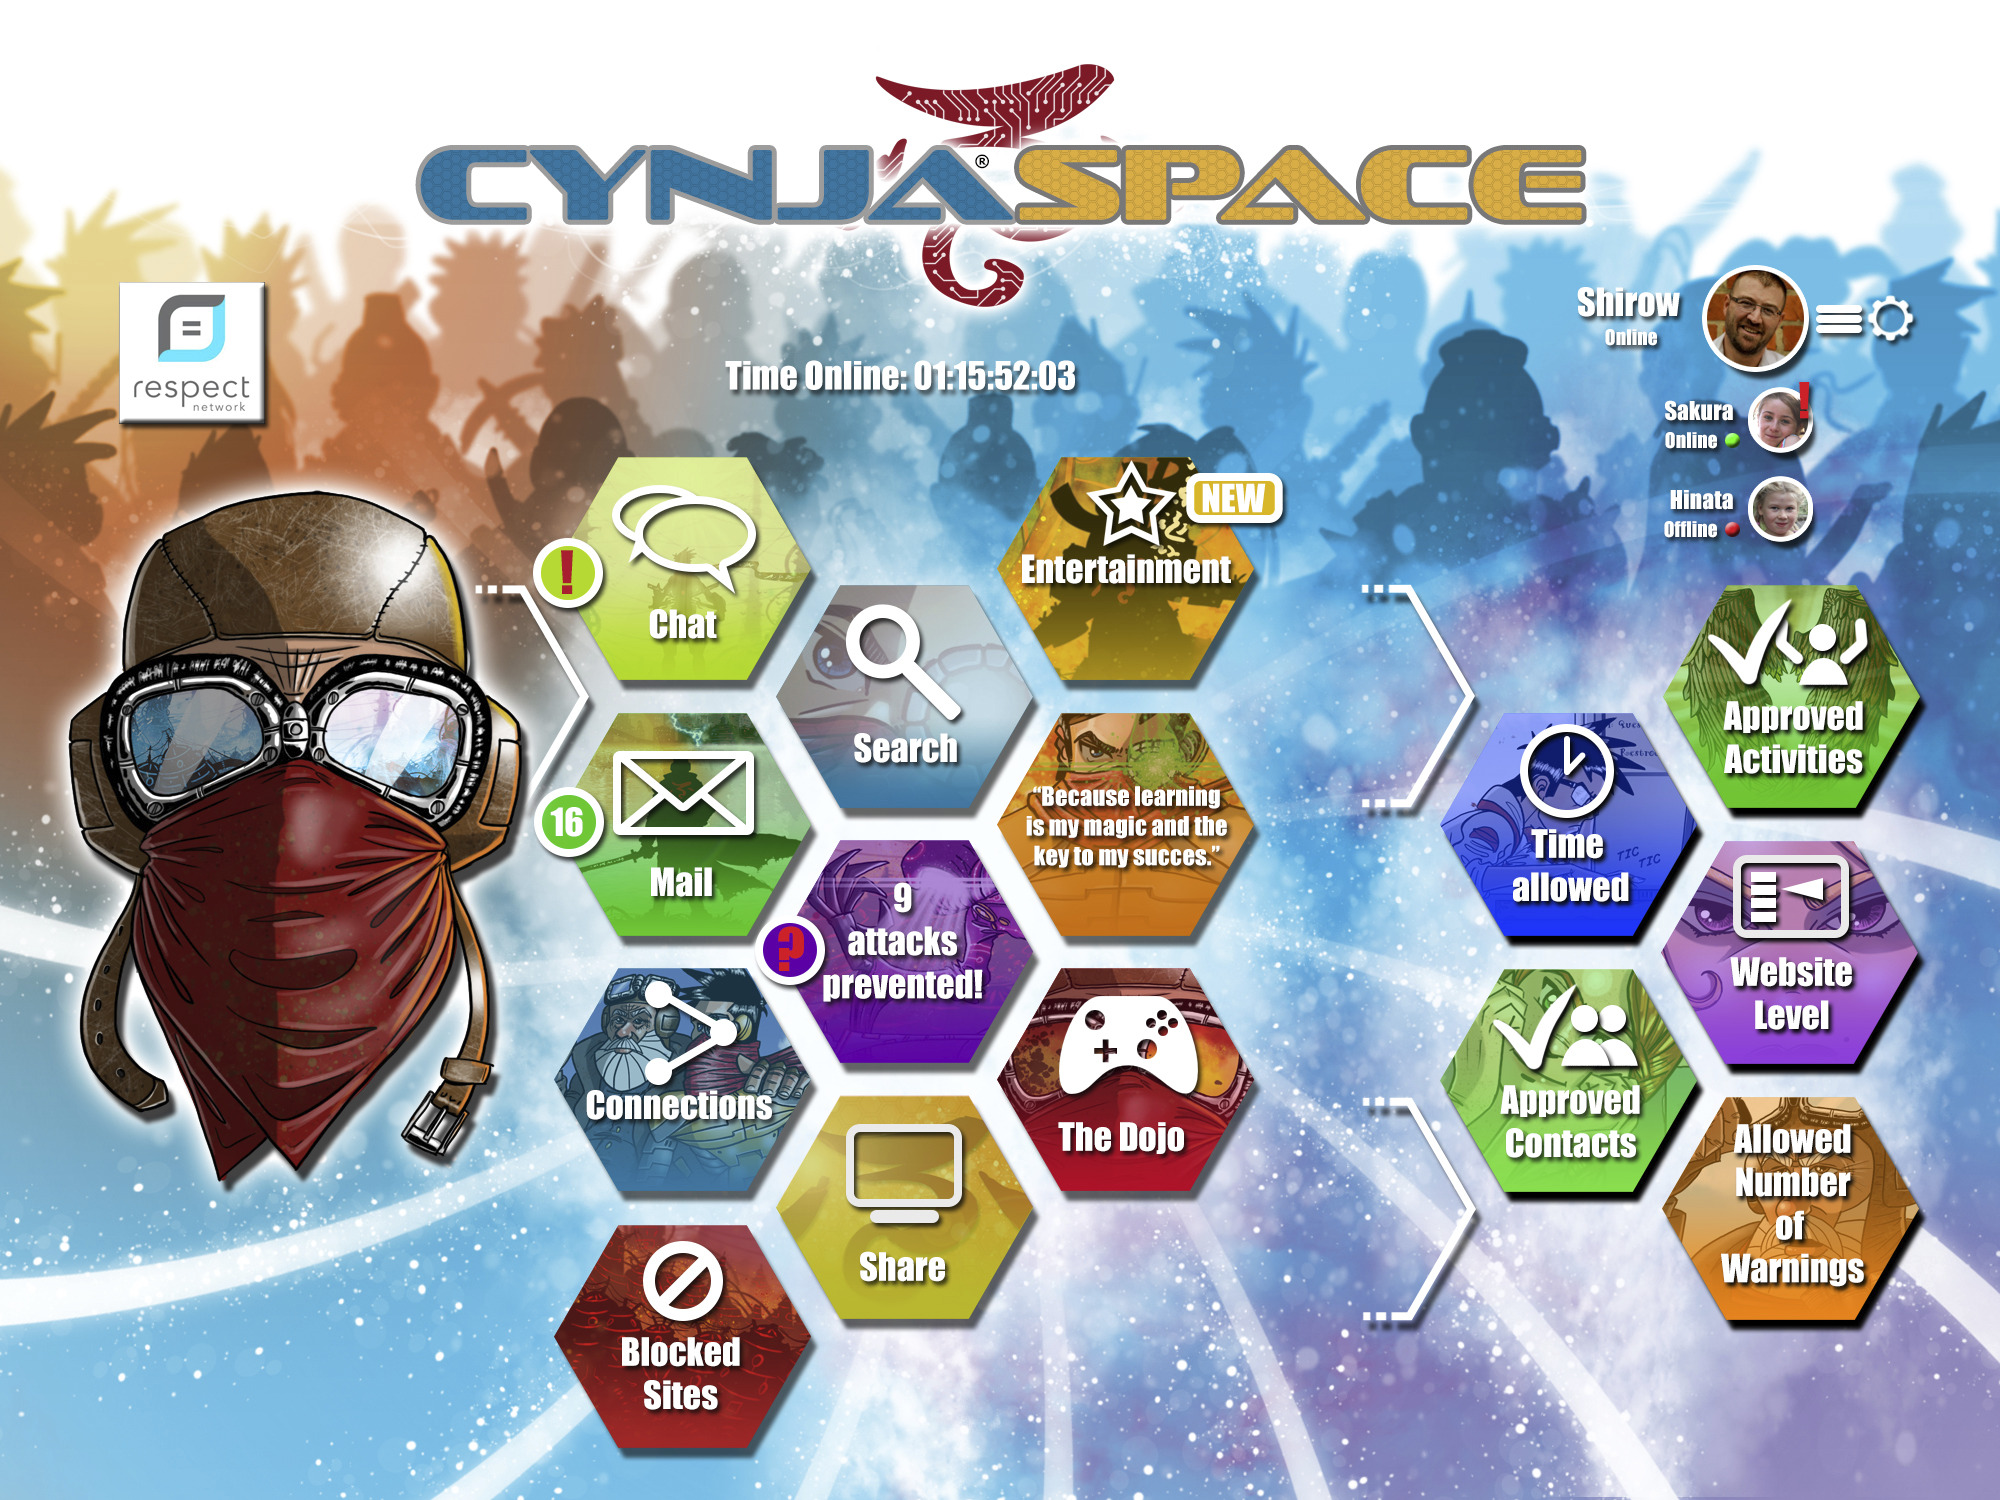 CYNJA®SPACE
respect
network
Time Online: 01:15:52:03
Shirow
Online
Sakura
Online
!
Hinata
Offline
!
Chat
Search
NEW
Entertainment
16
Mail
?
9
attacks
prevented!
“Because learning
is my magic and the
key to my succes.”
Connections
Share
The Dojo
Blocked
Sites
Approved
Activities
Time
allowed
TIC
TIC
Website
Level
Approved
Contacts
Allowed
Number
of
Warnings